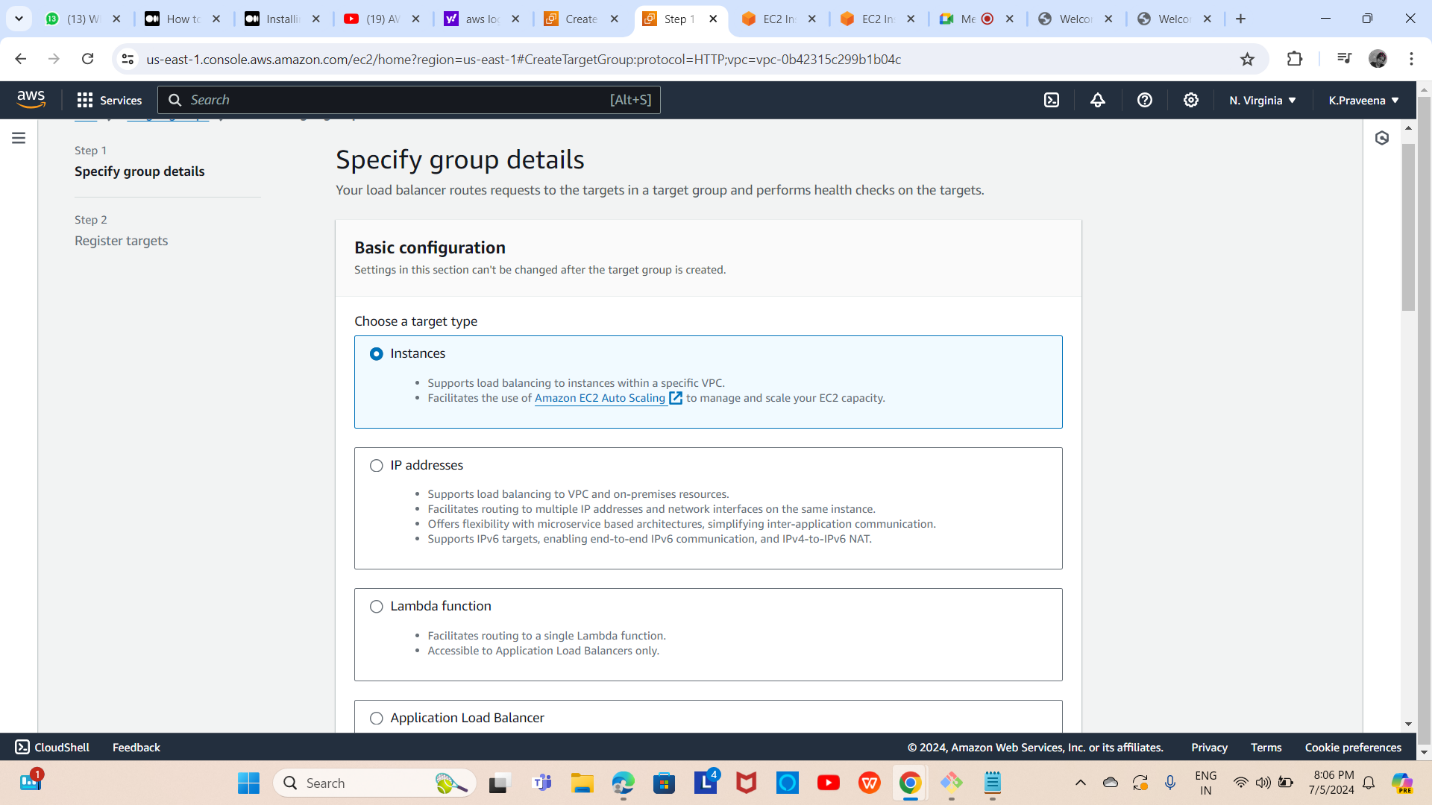 (13) W
How to
Installi
(19) AW
aws log
Create
Step 1
EC2 In
EC2 In
Me
Welco
Welco
us-east-1.console.aws.amazon.com/ec2/home?region=us-east-1#CreateTargetGroup:protocol=HTTP;vpc=vpc-0b42315c299b1b04c
aws
Services
Search
[Alt+S]
N. Virginia
K.Praveena
Step 1
Specify group details
Step 2
Register targets
Specify group details
Your load balancer routes requests to the targets in a target group and performs health checks on the targets.
Basic configuration
Settings in this section can't be changed after the target group is created.
Choose a target type
Instances
• Supports load balancing to instances within a specific VPC.
• Facilitates the use of Amazon EC2 Auto Scaling to manage and scale your EC2 capacity.
IP addresses
• Supports load balancing to VPC and on-premises resources.
• Facilitates routing to multiple IP addresses and network interfaces on the same instance.
• Offers flexibility with microservice based architectures, simplifying inter-application communication.
• Supports IPv6 targets, enabling end-to-end IPv6 communication, and IPv4-to-IPv6 NAT.
Lambda function
• Facilitates routing to a single Lambda function.
• Accessible to Application Load Balancers only.
Application Load Balancer
CloudShell
Feedback
© 2024, Amazon Web Services, Inc. or its affiliates.
Privacy
Terms
Cookie preferences
1
Search
4
ENG
IN
8:06 PM
7/5/2024
PRE